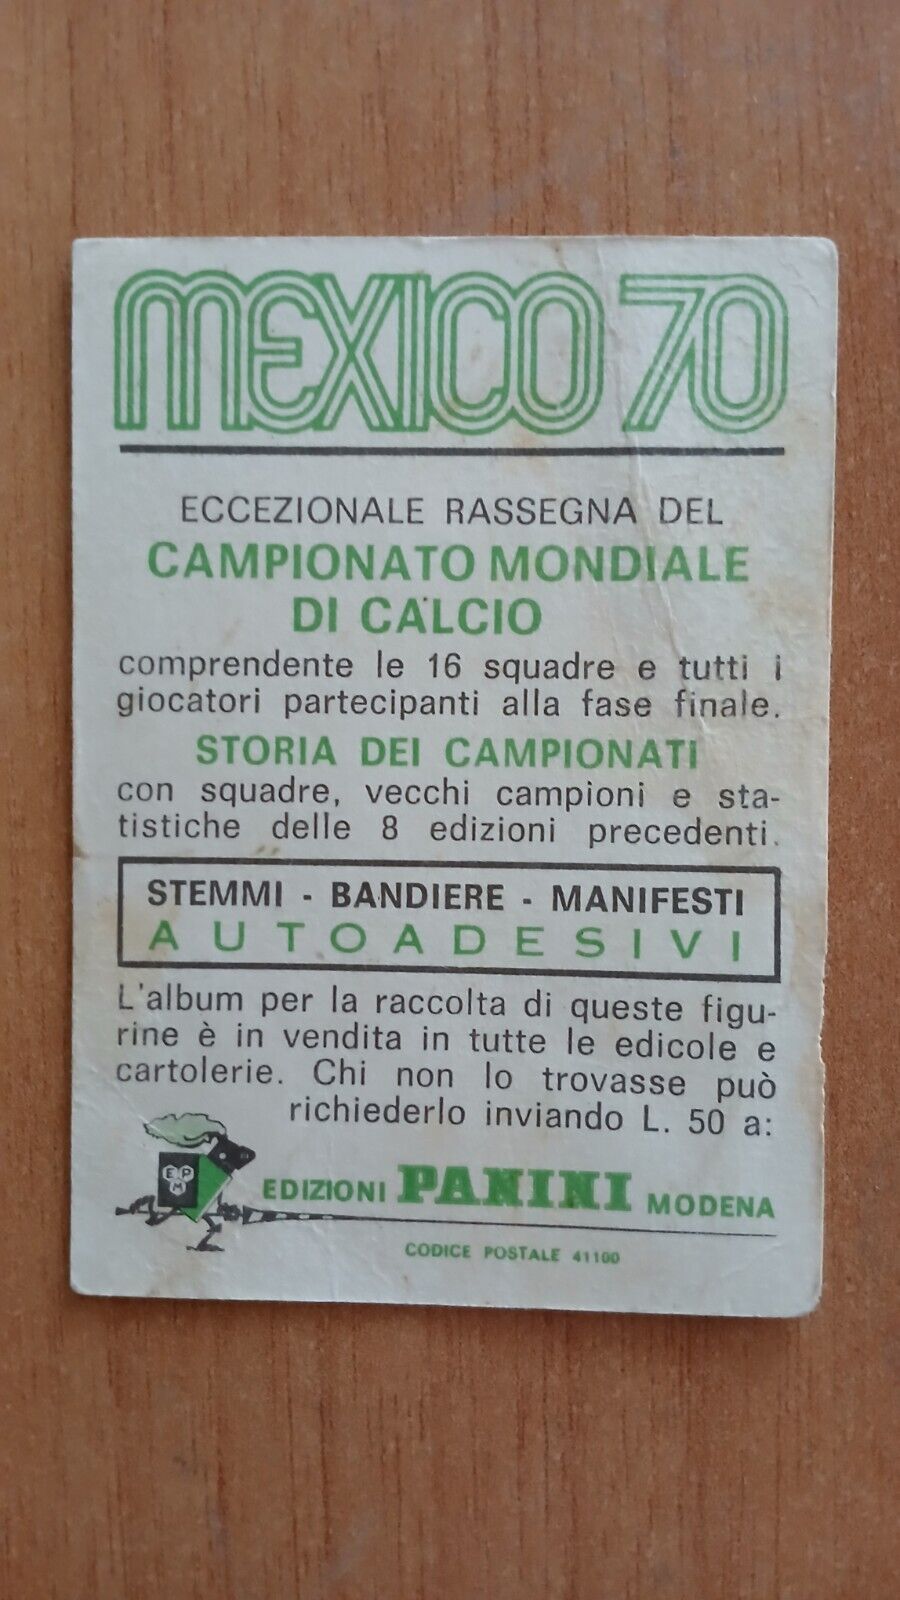 MEXICO 70
ECCEZIONALE RASSEGNA DEL
CAMPIONATO MONDIALE
DI CALCIO
comprendente le 16 squadre e tutti i
giocatori partecipanti alla fase finale.
STORIA DEI CAMPIONATI
con squadre, vecchi campioni e sta-
tistiche delle 8 edizioni precedenti.
STEMMI - BANDIERE - MANIFESTI
AUTOADESIVI
L'album per la raccolta di queste figu-
rine è in vendita in tutte le edicole e
cartolerie. Chi non lo trovasse può
richiederlo inviando L. 50 a:
EPM
EDIZIONI PANINI MODENA
CODICE POSTALE 41100